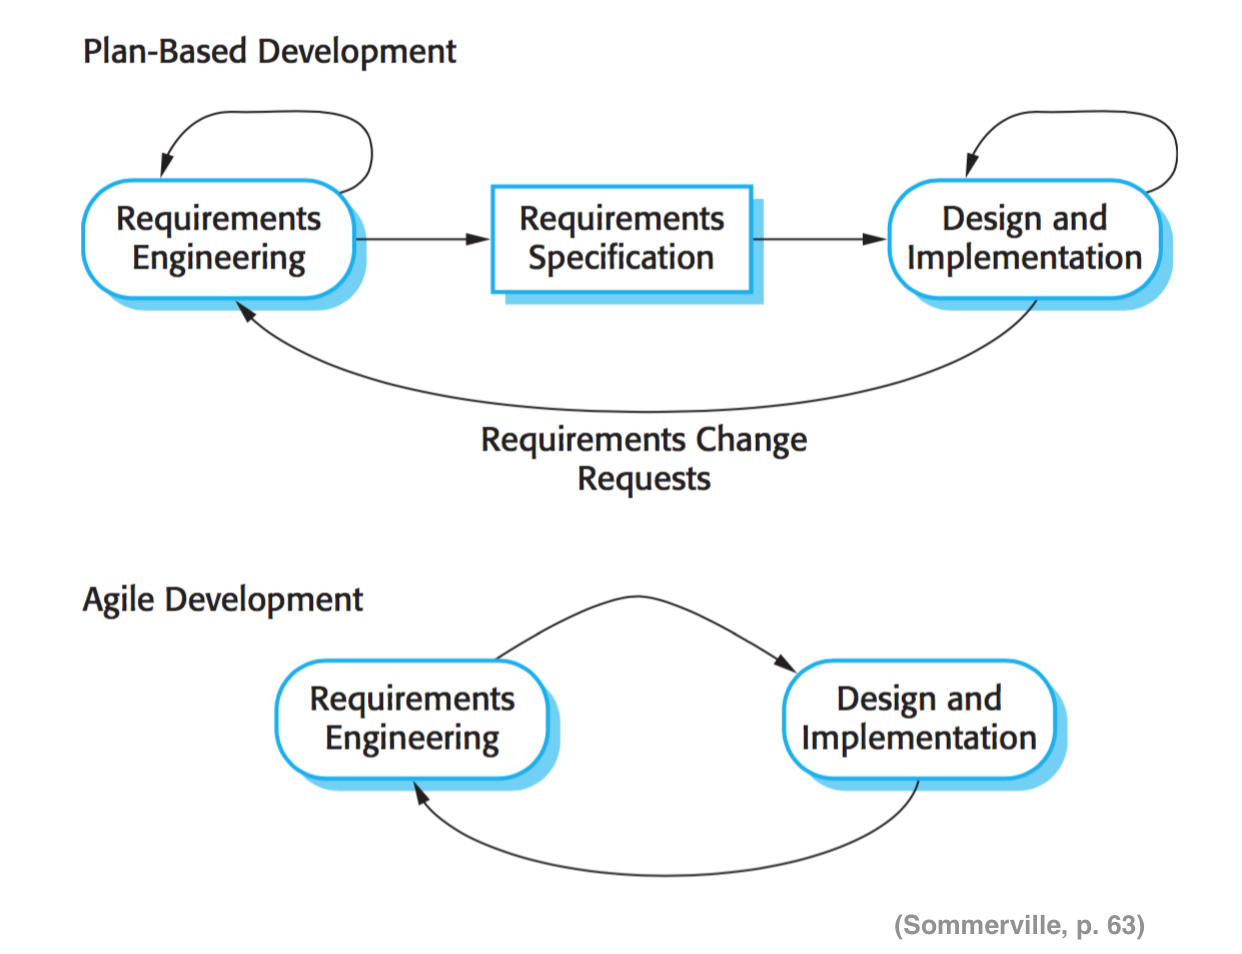 Plan-Based Development
Requirements
Engineering
Requirements
Specification
Design and
Implementation
Requirements Change
Requests
Agile Development
Requirements
Engineering
Design and
Implementation
(Sommerville, p. 63)